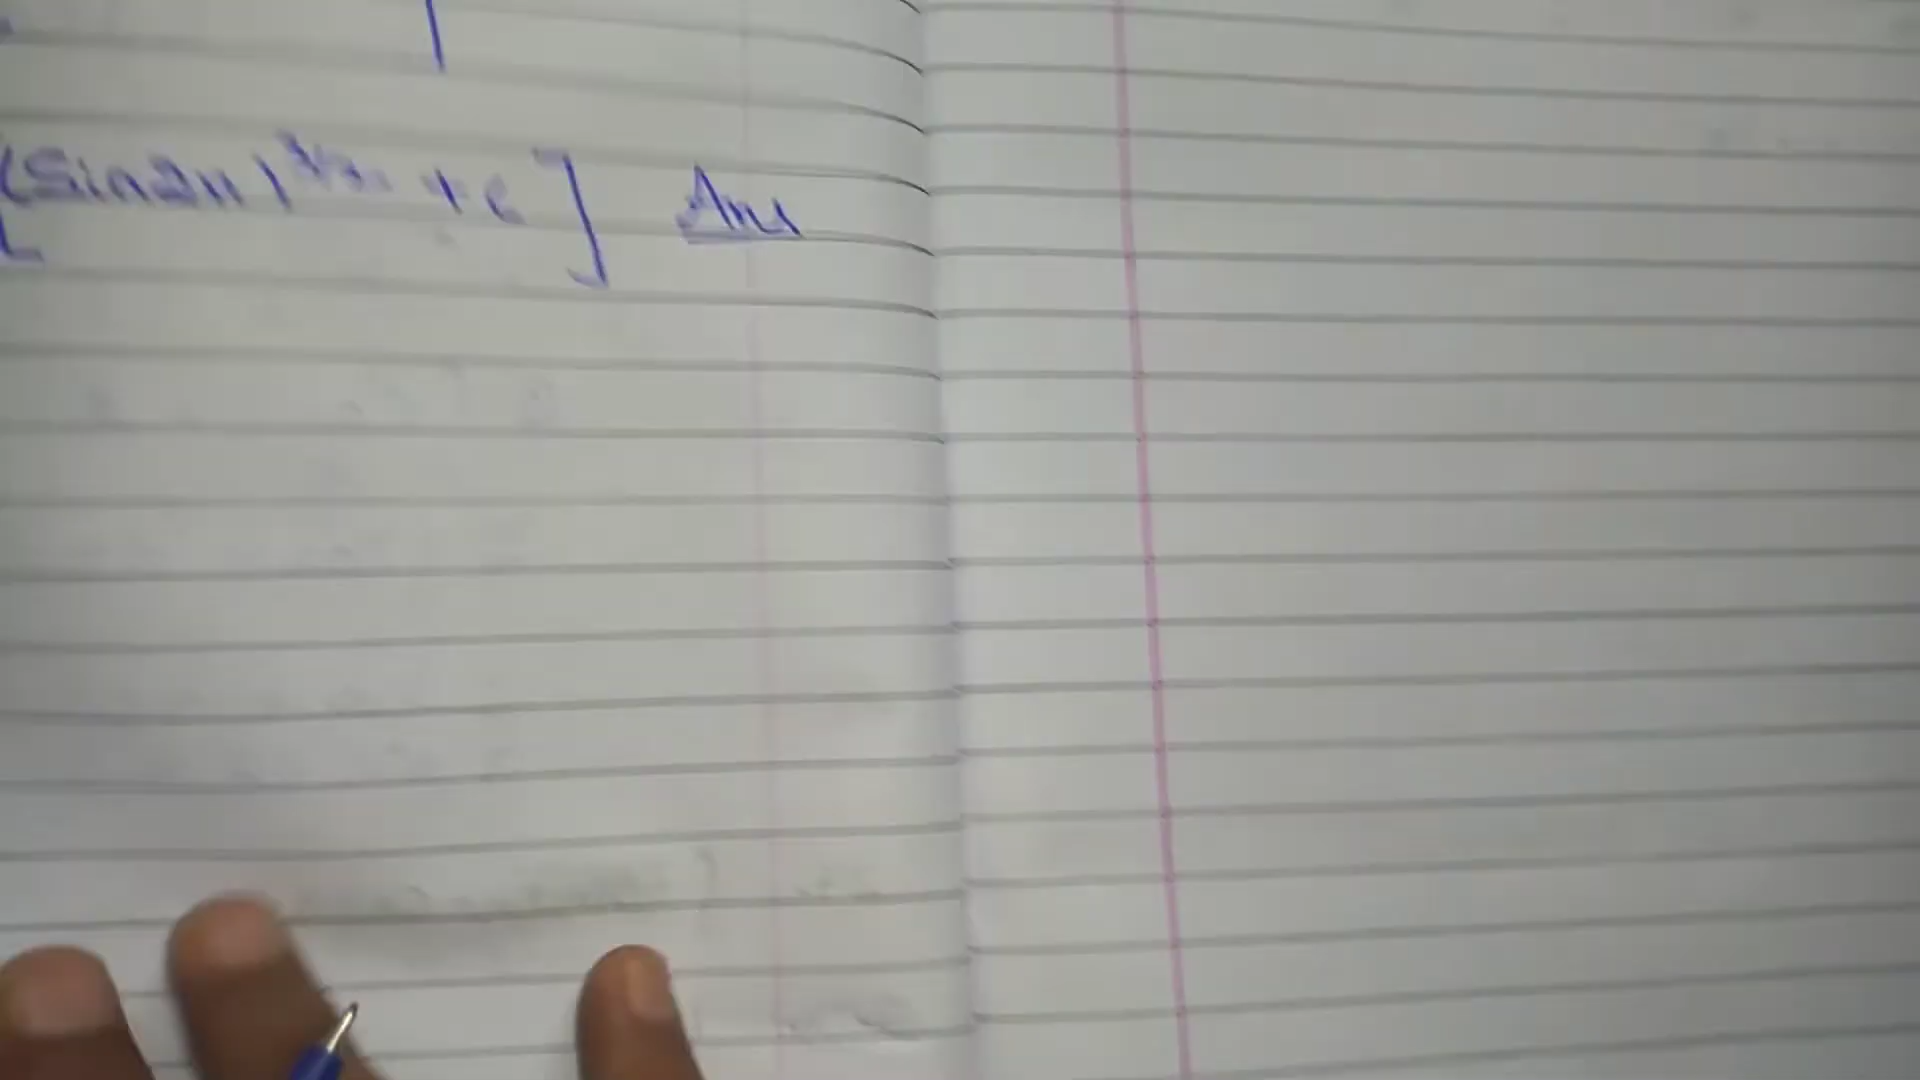 (Sin2x)^3/2 + c ] Ans